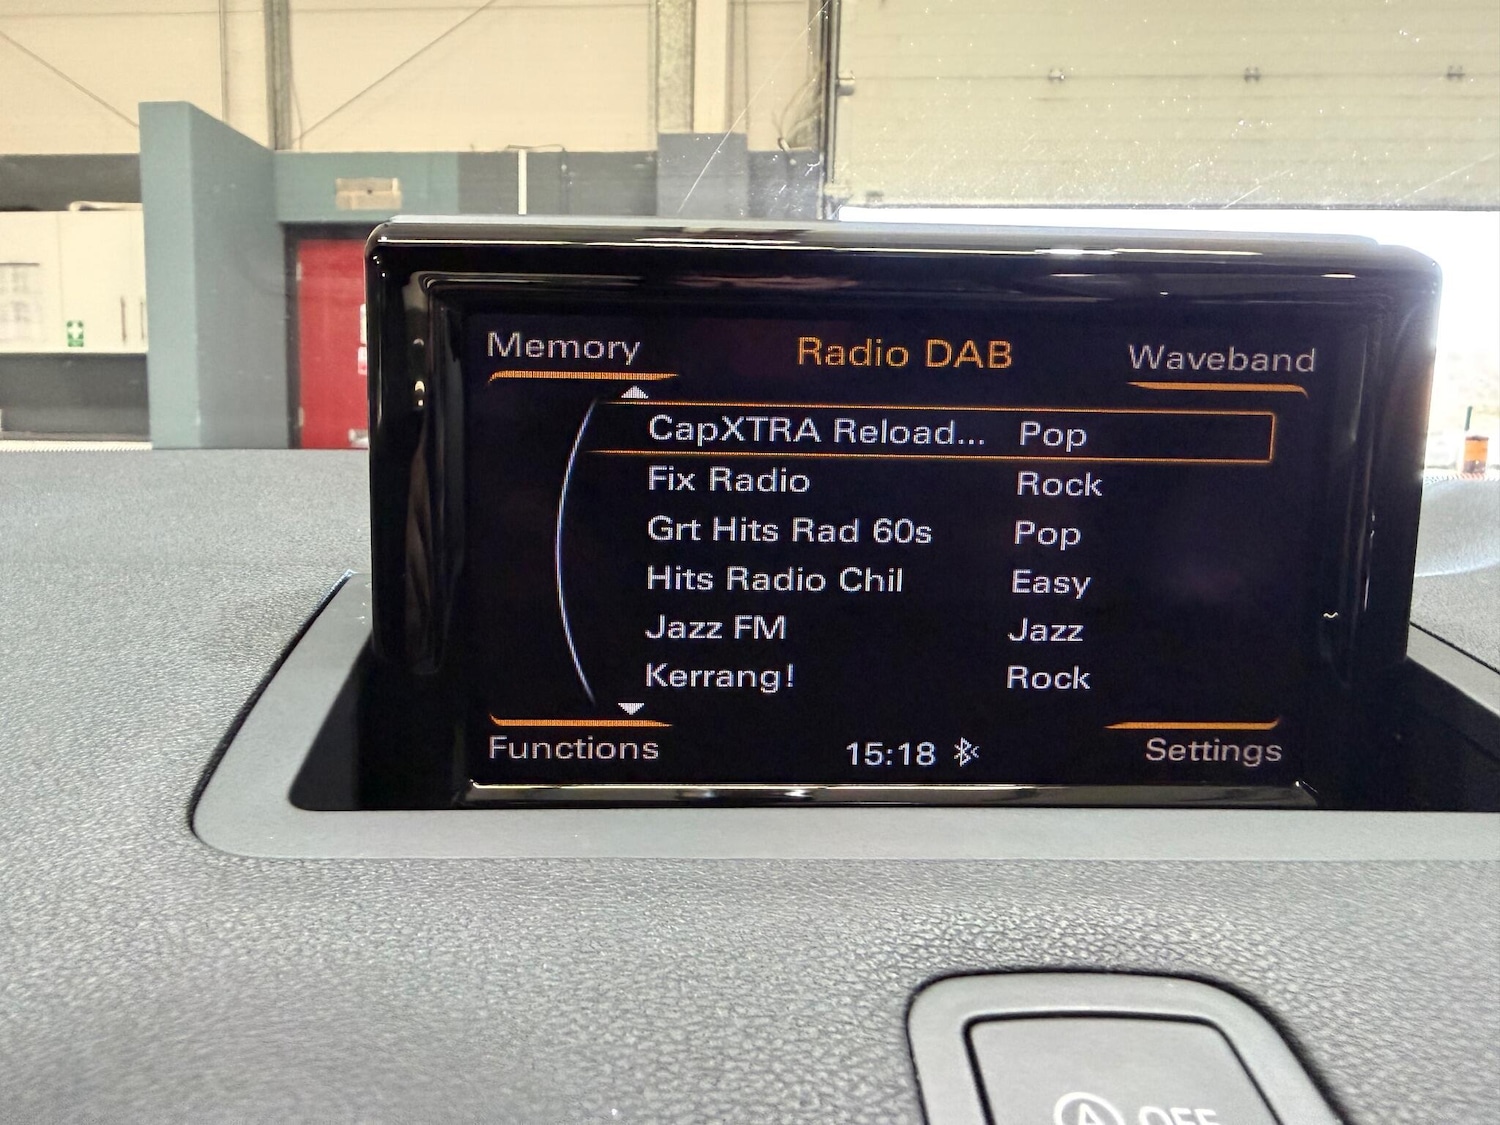 Memory Radio DAB Waveband
CapXTRA Reload... Pop
Fix Radio Rock
Grt Hits Rad 60s Pop
Hits Radio Chil Easy
Jazz FM Jazz
Kerrang! Rock
Functions 15:18 Settings
A OFF